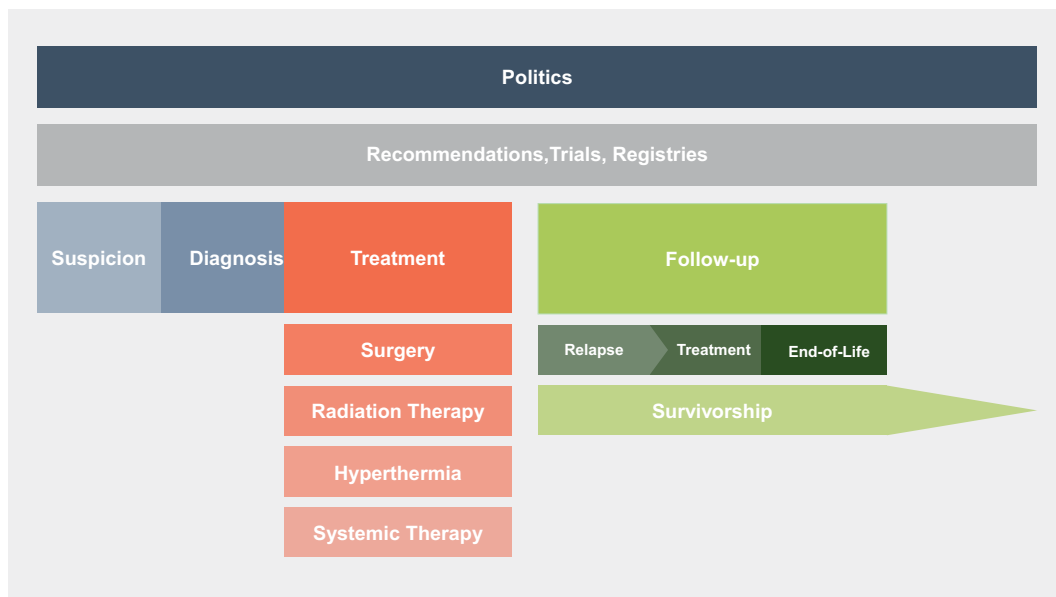 Politics
Recommendations,Trials, Registries
Suspicion
Diagnosis
Treatment
Follow-up
Surgery
Relapse
Treatment
End-of-Life
Radiation Therapy
Survivorship
Hyperthermia
Systemic Therapy